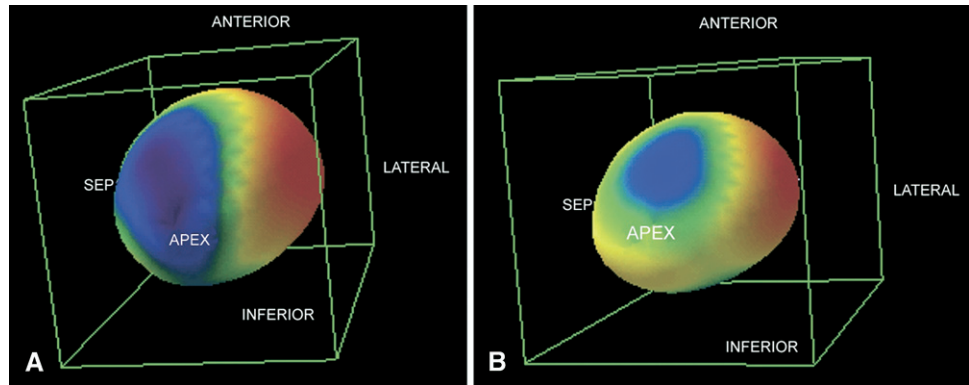 ANTERIOR
SEP
LATERAL
APEX
INFERIOR
A
ANTERIOR
SEP
LATERAL
APEX
INFERIOR
B